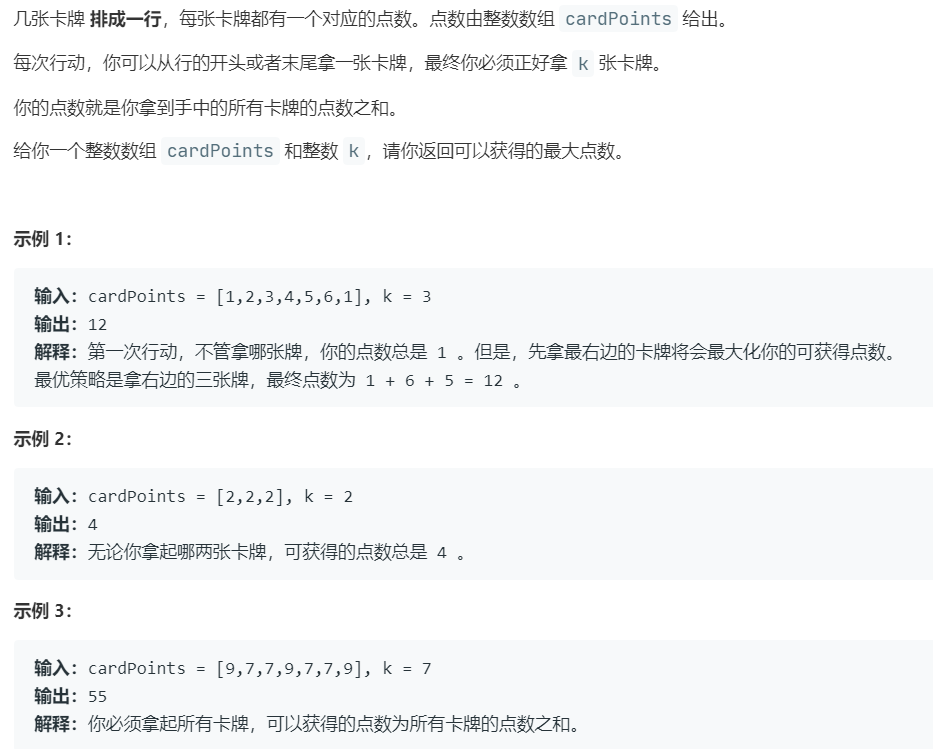 几张卡牌 排成一行，每张卡牌都有一个对应的点数。点数由整数数组 cardPoints 给出。
每次行动，你可以从行的开头或者末尾拿一张卡牌，最终你必须正好拿 k 张卡牌。
你的点数就是你拿到手中的所有卡牌的点数之和。
给你一个整数数组 cardPoints 和整数 k，请你返回可以获得的最大点数。
示例 1：
输入：cardPoints = [1,2,3,4,5,6,1], k = 3
输出：12
解释：第一次行动，不管拿哪张牌，你的点数总是 1 。但是，先拿最右边的卡牌将会最大化你的可获得点数。
最优策略是拿右边的三张牌，最终点数为 1 + 6 + 5 = 12 。
示例 2：
输入：cardPoints = [2,2,2], k = 2
输出：4
解释：无论你拿起哪两张卡牌，可获得的点数总是 4 。
示例 3：
输入：cardPoints = [9,7,7,9,7,7,9], k = 7
输出：55
解释：你必须拿起所有卡牌，可以获得的点数为所有卡牌的点数之和。